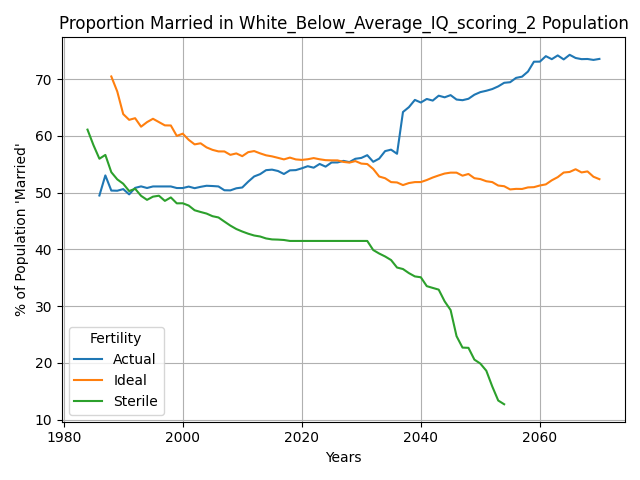 Proportion Married in White_Below_Average_IQ_scoring_2 Population
% of Population 'Married'
70
60
50
40
30
20
10
Fertility
Actual
Ideal
Sterile
1980 2000 2020 2040 2060
Years